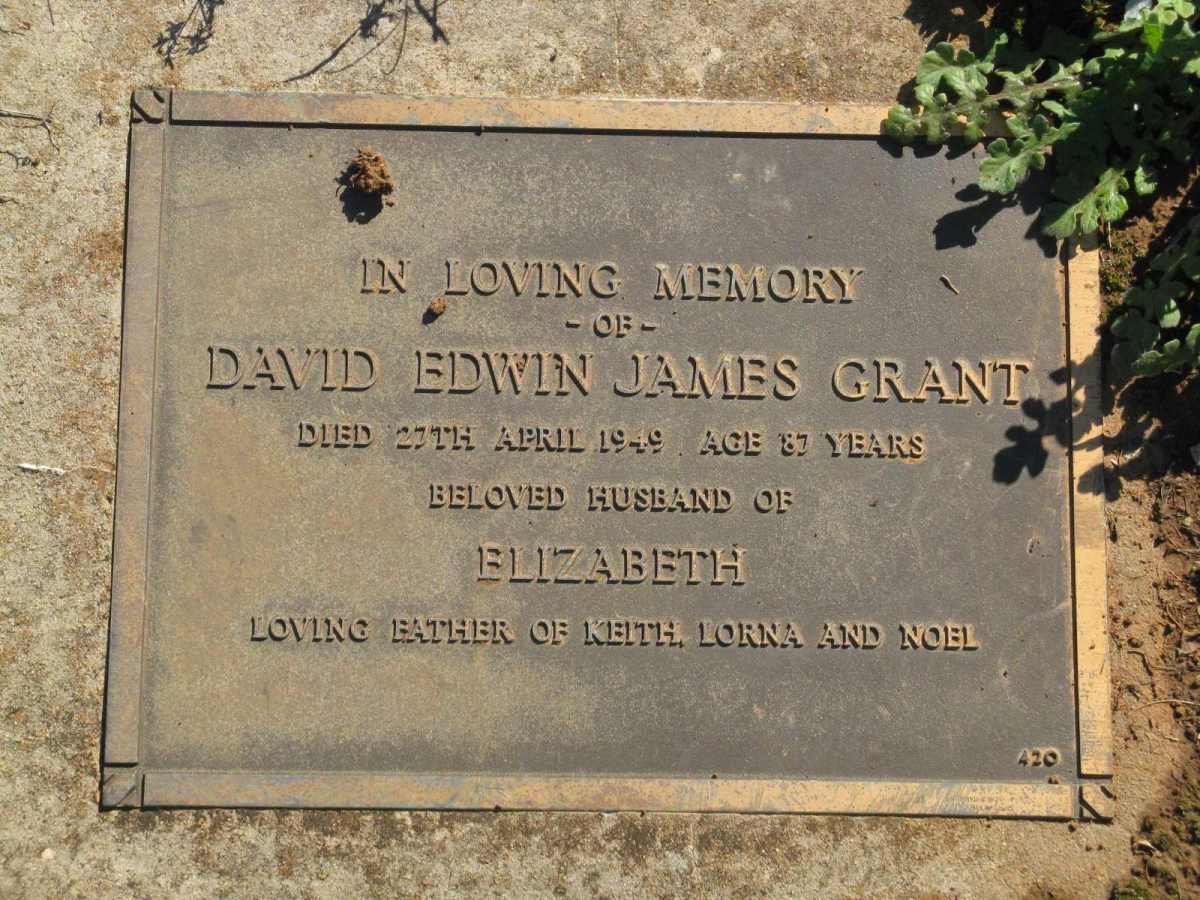 IN LOVING MEMORY
- OF -
DAVID EDWIN JAMES GRANT
DIED 27TH APRIL 1949 AGE 87 YEARS
BELOVED HUSBAND OF
ELIZABETH
LOVING FATHER OF KEITH, LORNA AND NOEL
420